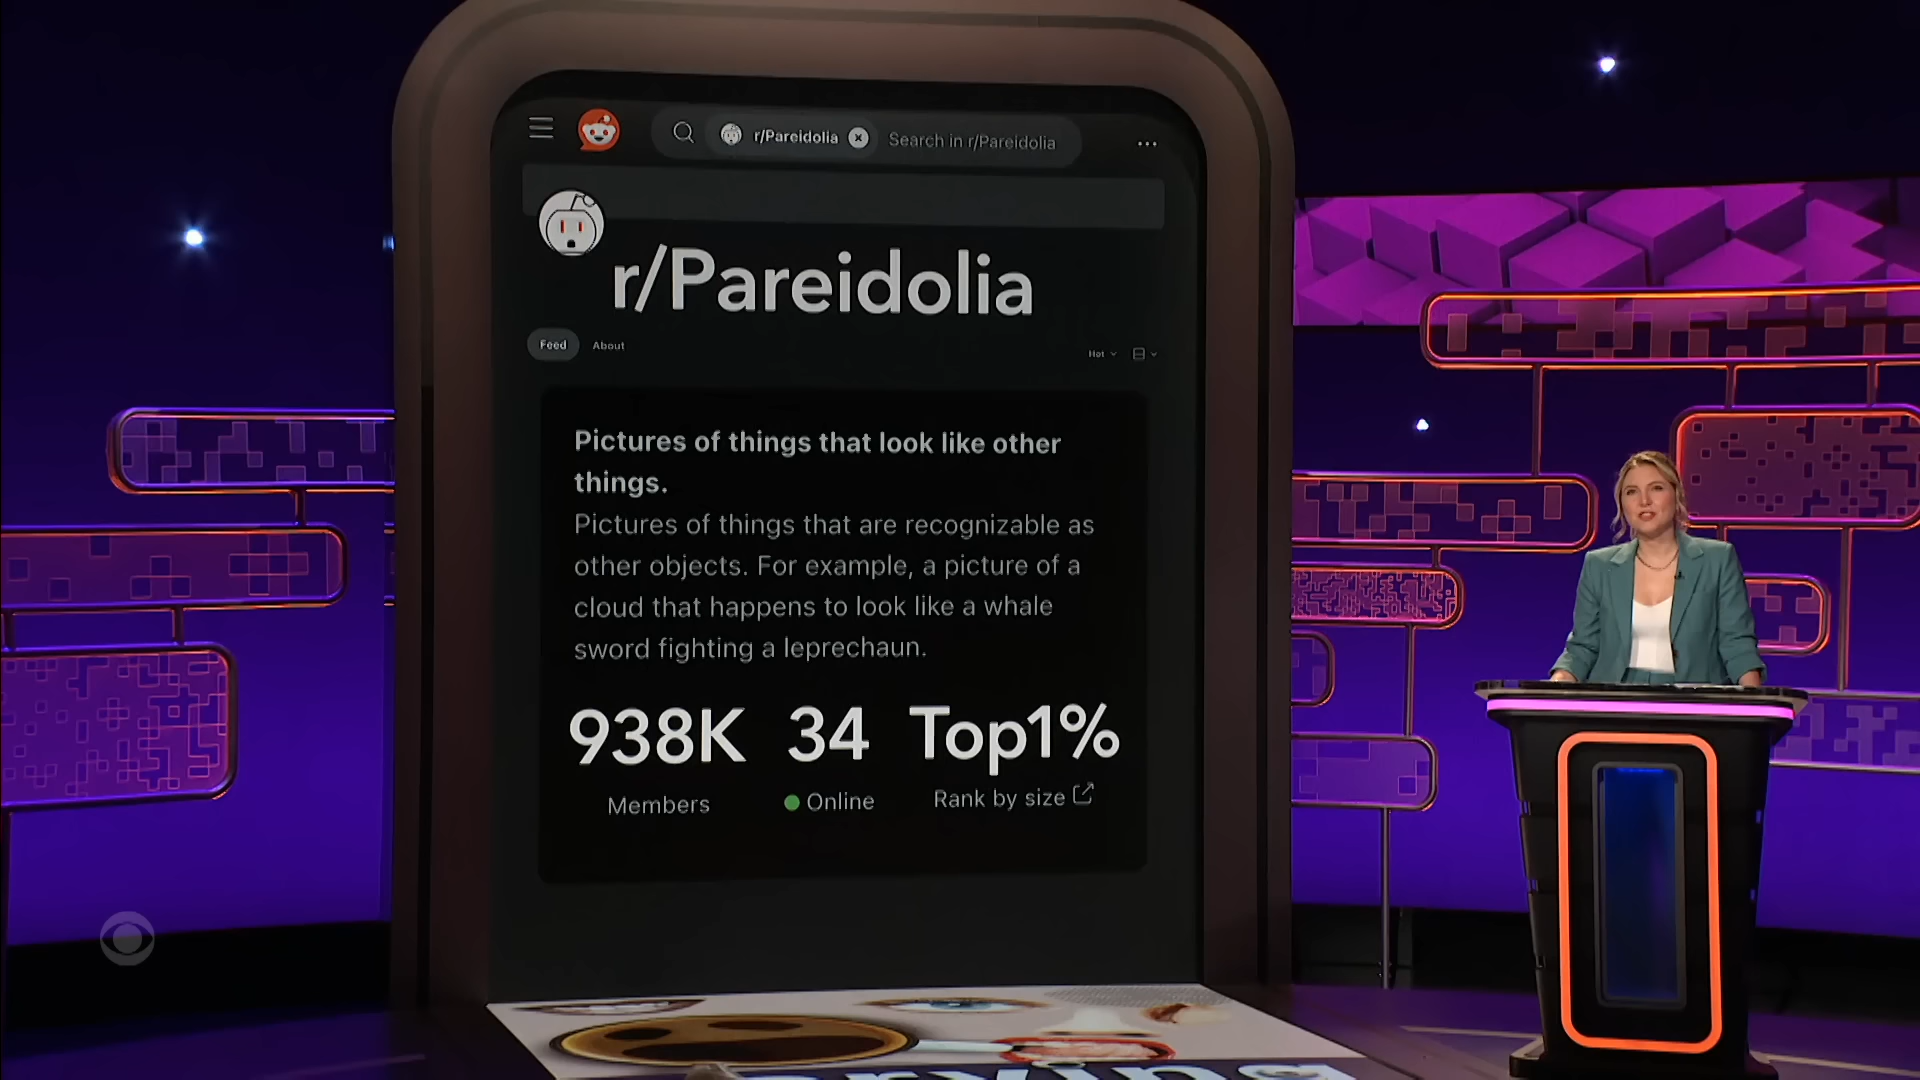 r/Pareidolia
Search in r/Pareidolia
r/Pareidolia
Feed
About
Hot
Pictures of things that look like other
things.
Pictures of things that are recognizable as
other objects. For example, a picture of a
cloud that happens to look like a whale
sword fighting a leprechaun.
938K 34 Top1%
Members Online Rank by size